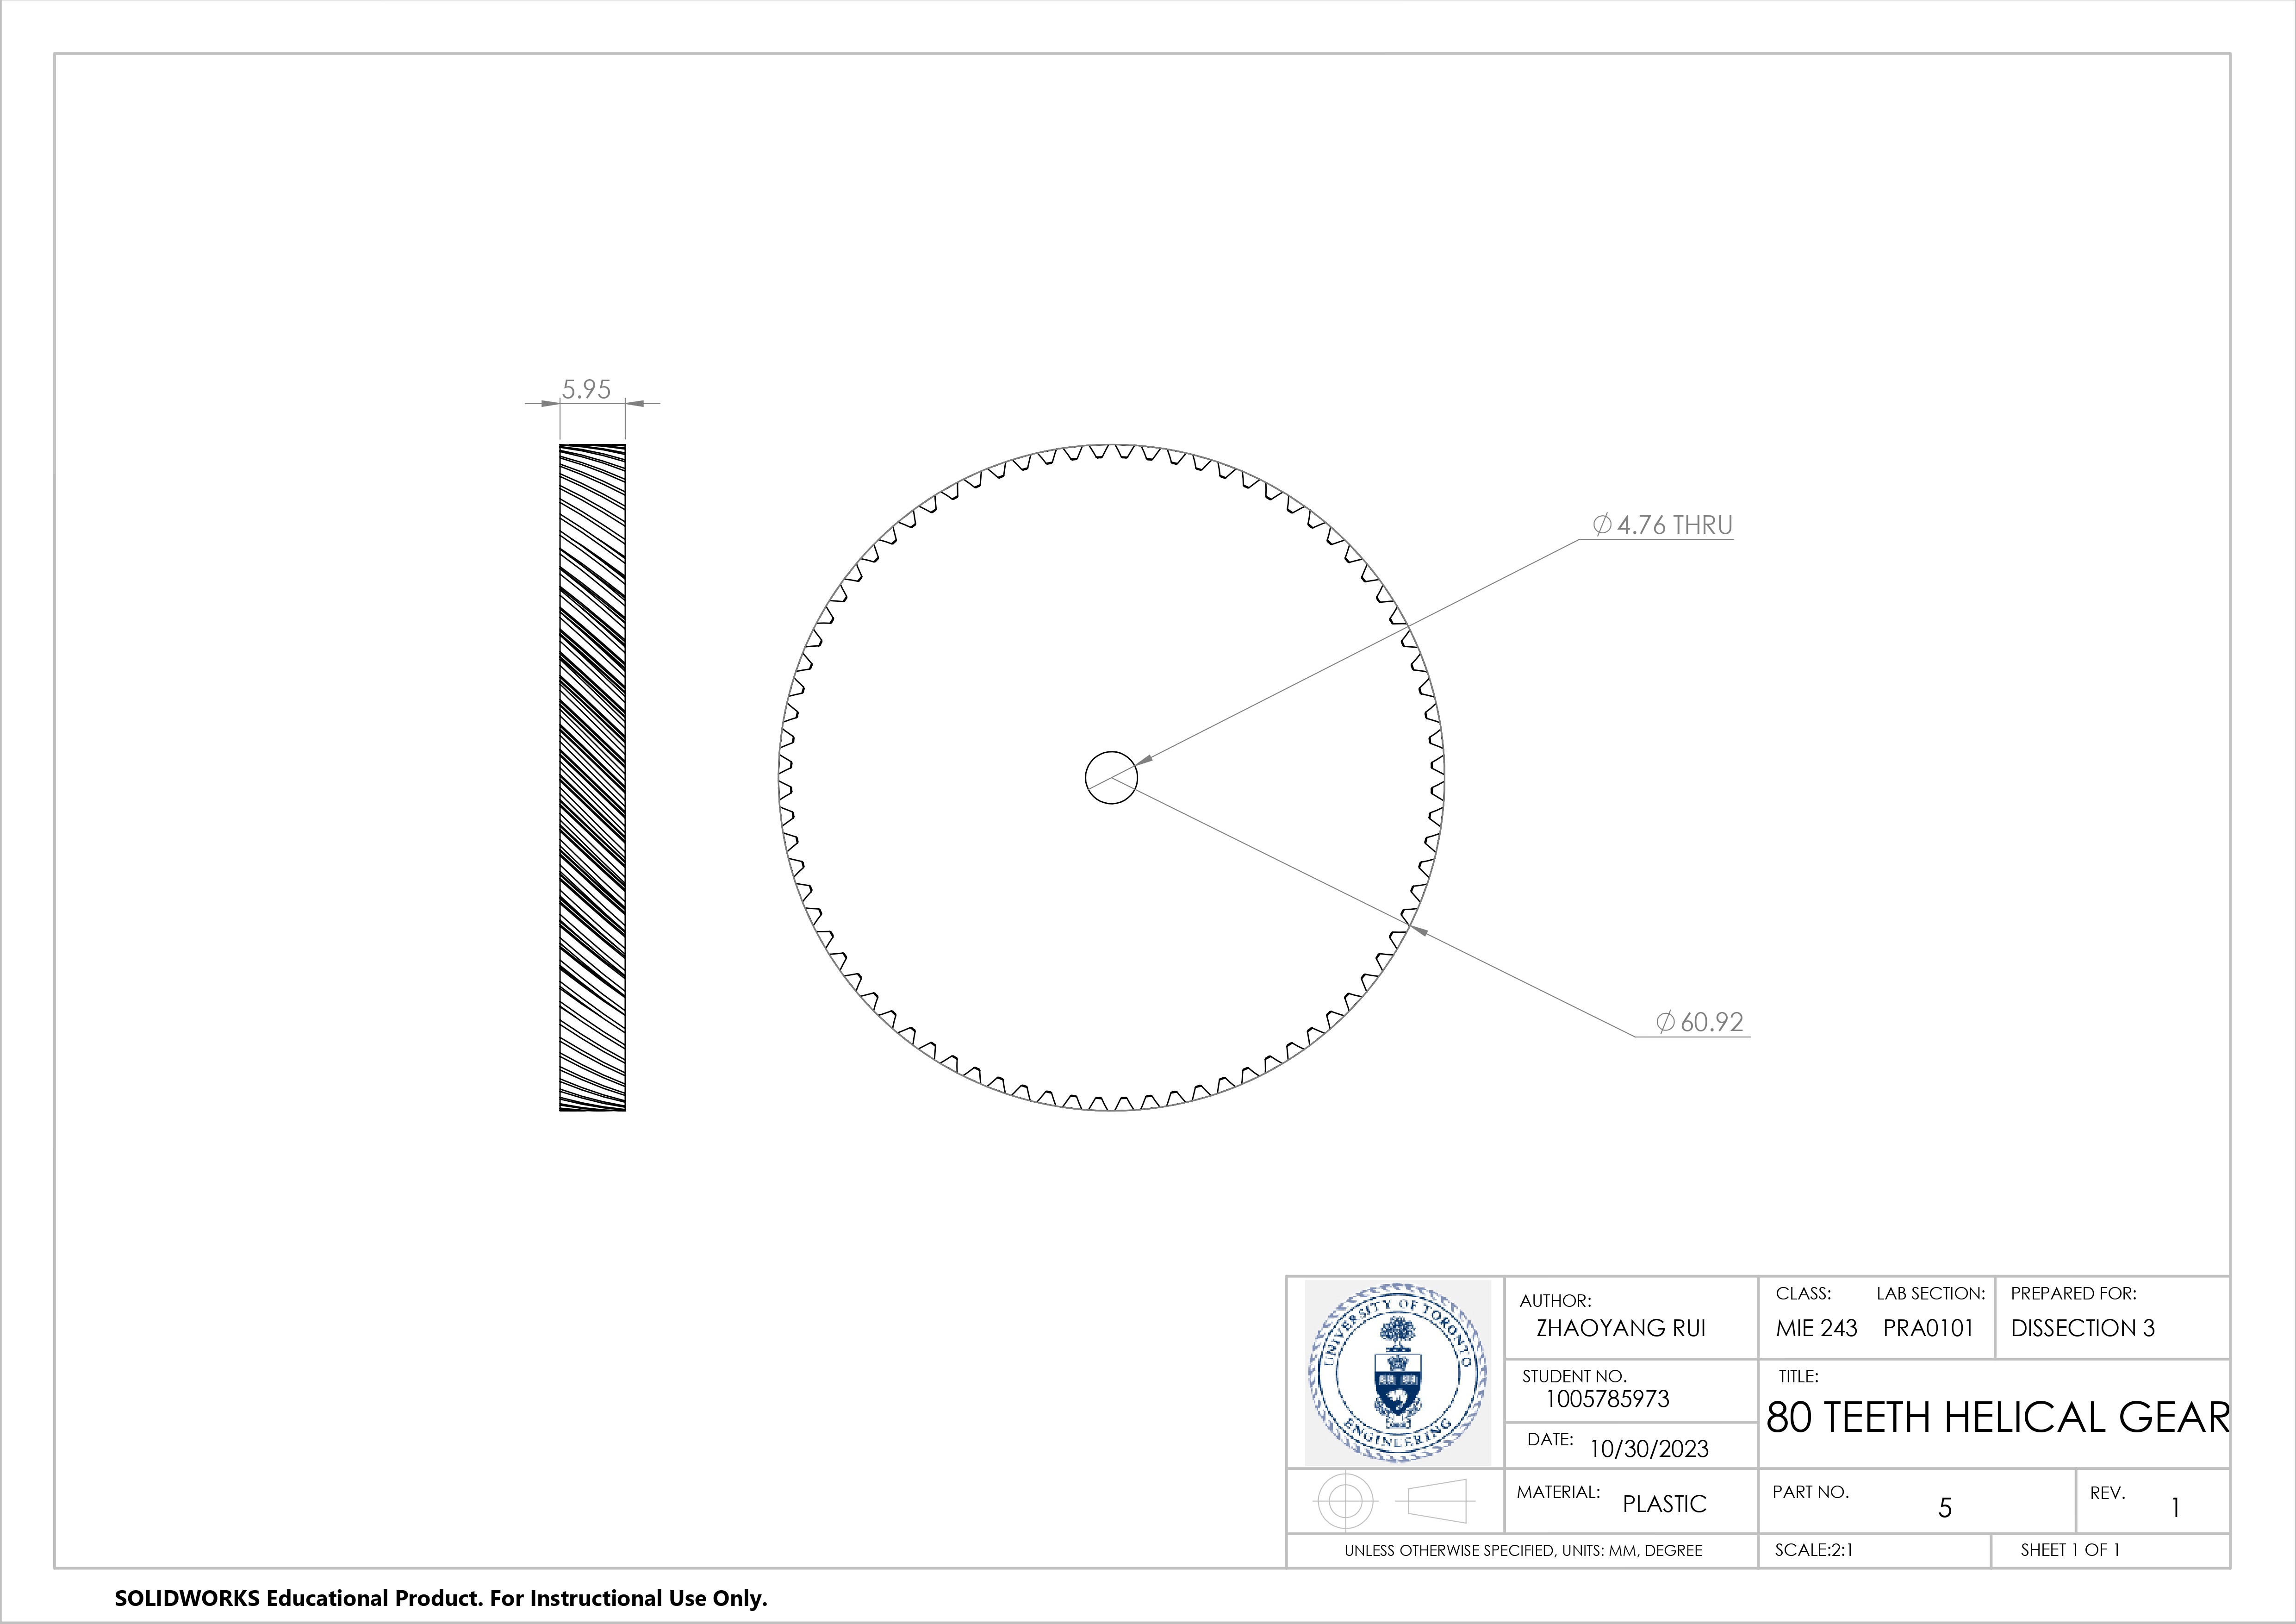 5.95
∅4.76 THRU
∅60.92
UNIVERSITY OF TORONTO
ENGINEERING
AUTHOR:
ZHAOYANG RUI
CLASS:
MIE 243
LAB SECTION:
PRA0101
PREPARED FOR:
DISSECTION 3
STUDENT NO.
1005785973
DATE: 10/30/2023
TITLE:
80 TEETH HELICAL GEAR
MATERIAL: PLASTIC
PART NO. 5
REV. 1
UNLESS OTHERWISE SPECIFIED, UNITS: MM, DEGREE
SCALE:2:1
SHEET 1 OF 1
SOLIDWORKS Educational Product. For Instructional Use Only.